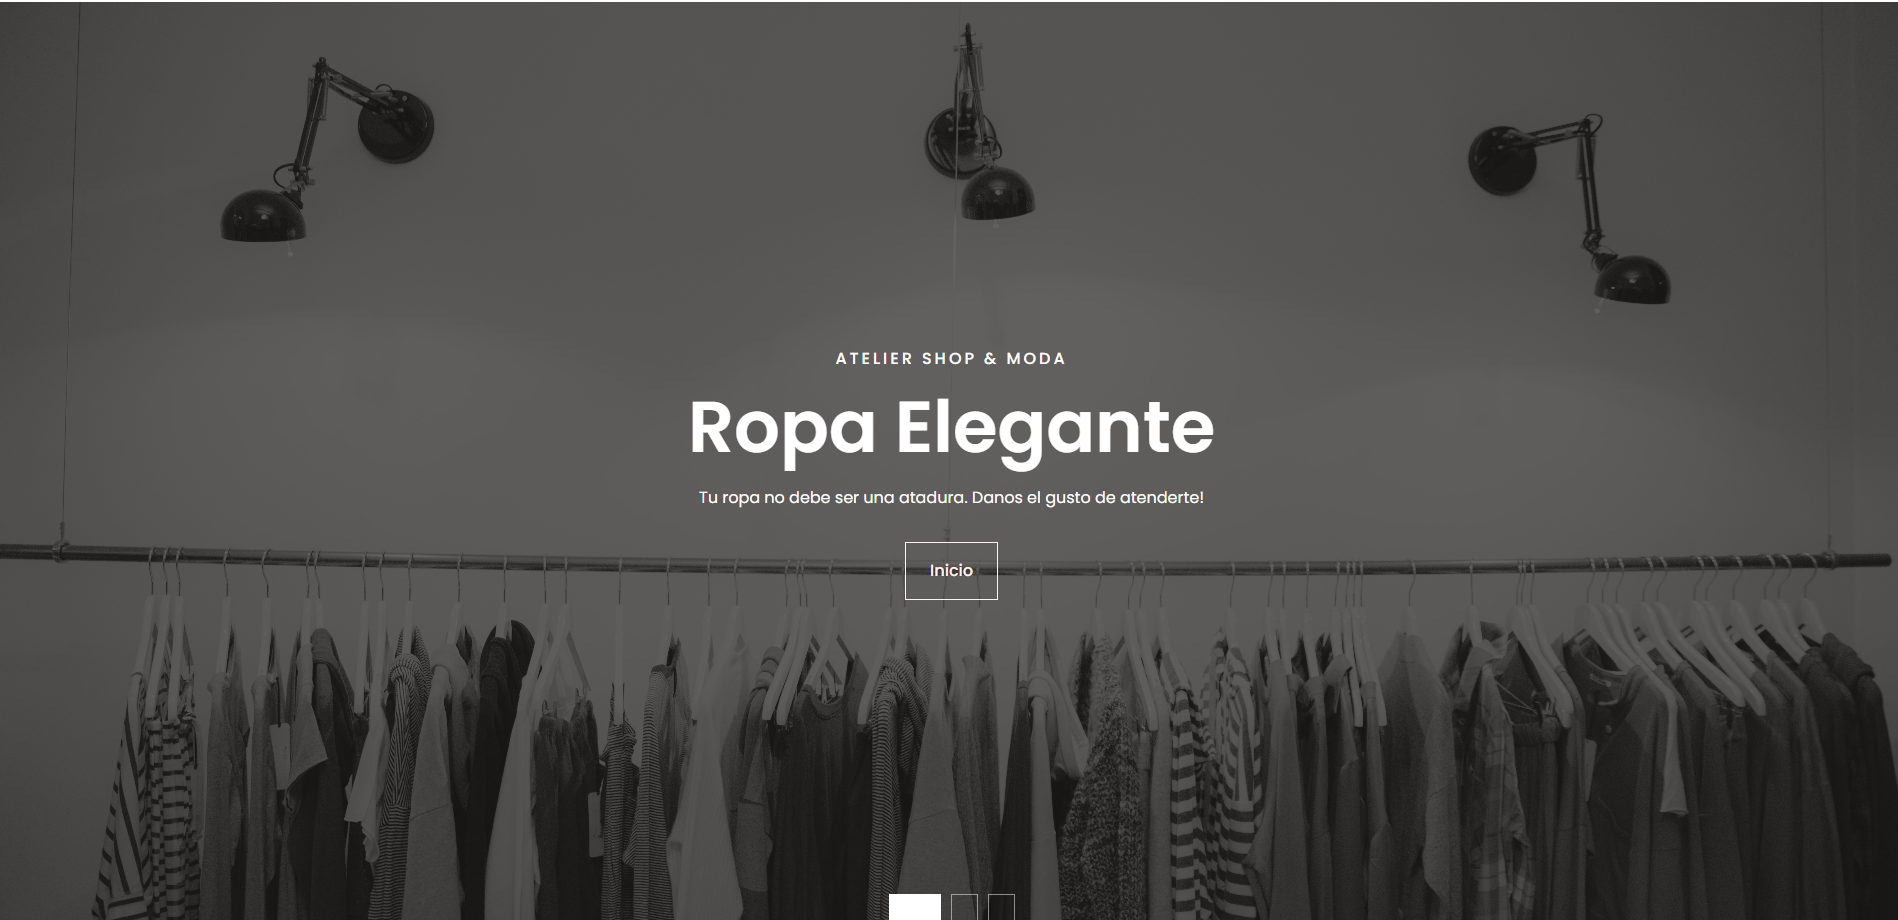 ATELIER SHOP & MODA
Ropa Elegante
Tu ropa no debe ser una atadura. Danos el gusto de atenderte!
Inicio